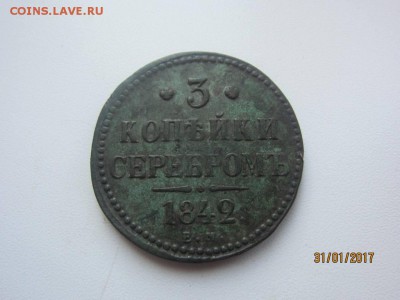 COINS.LAVE.RU
3
КОПѢЙКИ
СЕРЕБРОМЪ
1842
31/01/2017